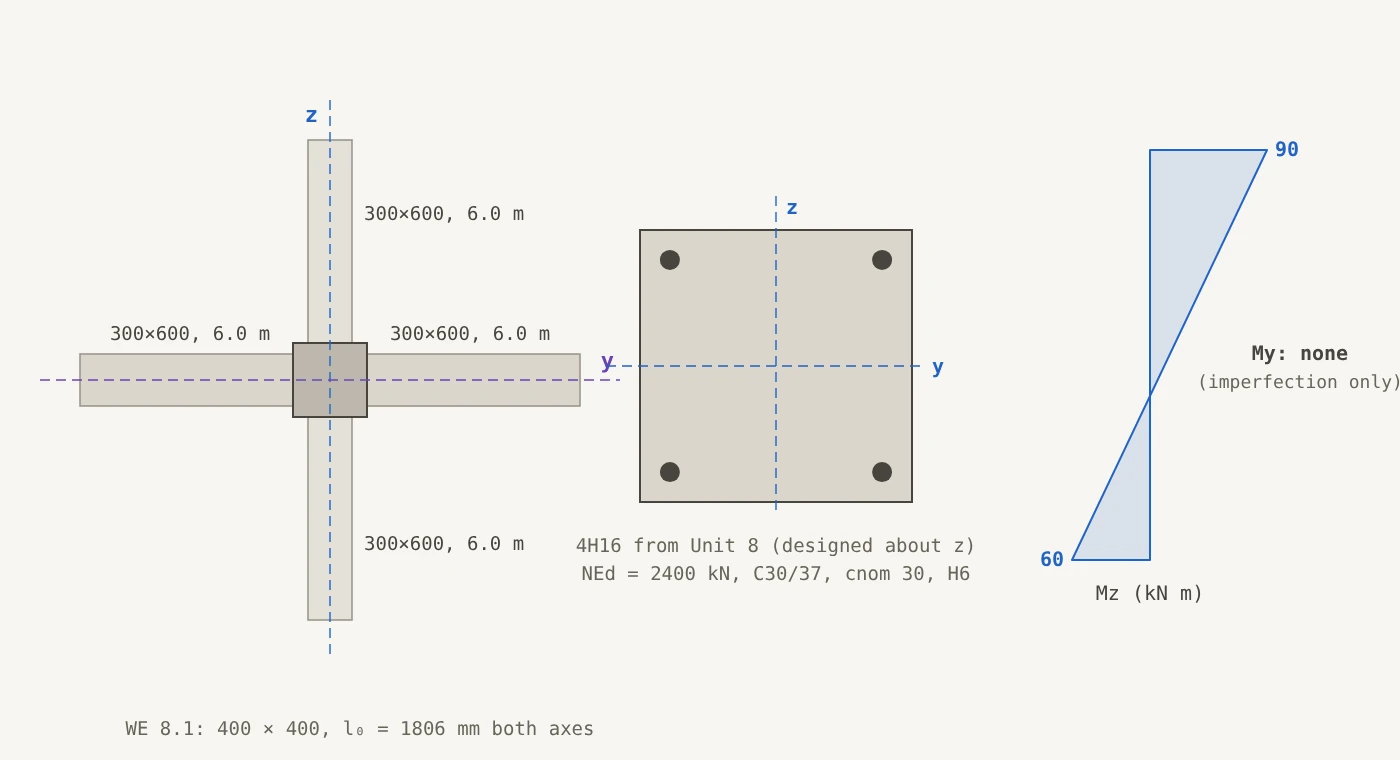 z
300×600, 6.0 m
300×600, 6.0 m
300×600, 6.0 m
y
300×600, 6.0 m
WE 8.1: 400 × 400, l₀ = 1806 mm both axes
z
y
4H16 from Unit 8 (designed about z)
NEd = 2400 kN, C30/37, cnom 30, H6
90
My: none
(imperfection only)
60
Mz (kN m)